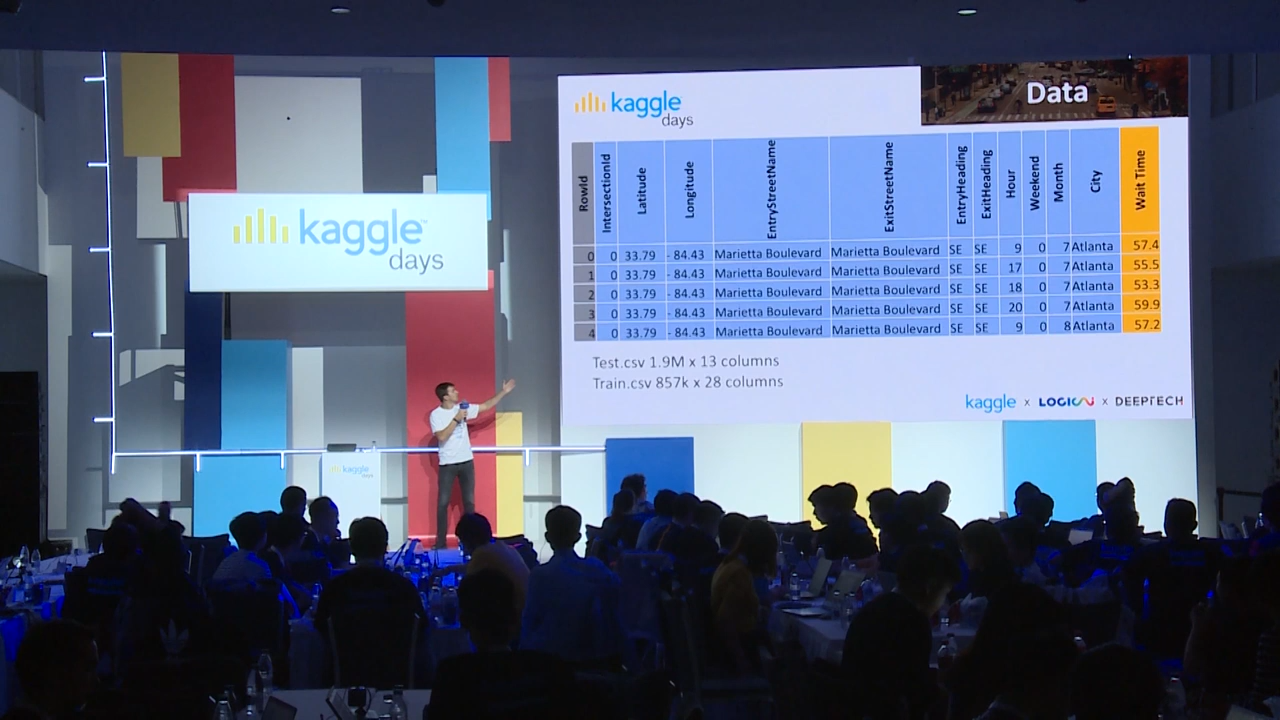 kaggle
days
Data
RowId IntersectionId Latitude Longitude EntryStreetName ExitStreetName EntryHeading ExitHeading Hour Weekend Month City Wait Time
0 0 33.79 - 84.43 Marietta Boulevard Marietta Boulevard SE SE 9 0 7 Atlanta 57.4
1 0 33.79 - 84.43 Marietta Boulevard Marietta Boulevard SE SE 17 0 7 Atlanta 55.5
2 0 33.79 - 84.43 Marietta Boulevard Marietta Boulevard SE SE 18 0 7 Atlanta 53.3
3 0 33.79 - 84.43 Marietta Boulevard Marietta Boulevard SE SE 20 0 7 Atlanta 59.9
4 0 33.79 - 84.43 Marietta Boulevard Marietta Boulevard SE SE 9 0 8 Atlanta 57.2
Test.csv 1.9M x 13 columns
Train.csv 857k x 28 columns
kaggle x LOGICAI x DEEPTECH
kaggle™
days
kaggle
days